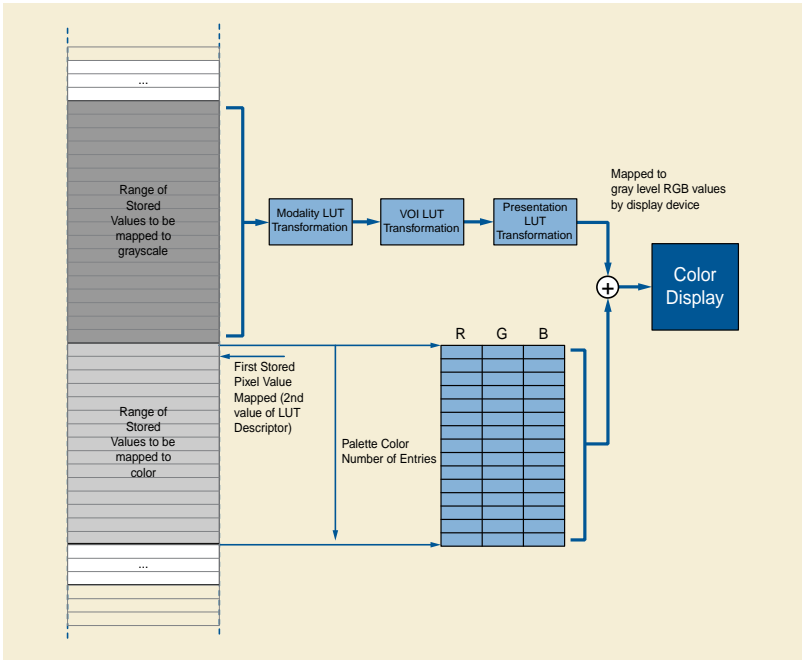 ...
Range of
Stored
Values to be
mapped to
grayscale
Modality LUT
Transformation
VOI LUT
Transformation
Presentation
LUT
Transformation
Mapped to
gray level RGB values
by display device
+
Color
Display
R G B
First Stored
Pixel Value
Mapped (2nd
value of LUT
Descriptor)
Range of
Stored
Values to be
mapped to
color
Palette Color
Number of Entries
...